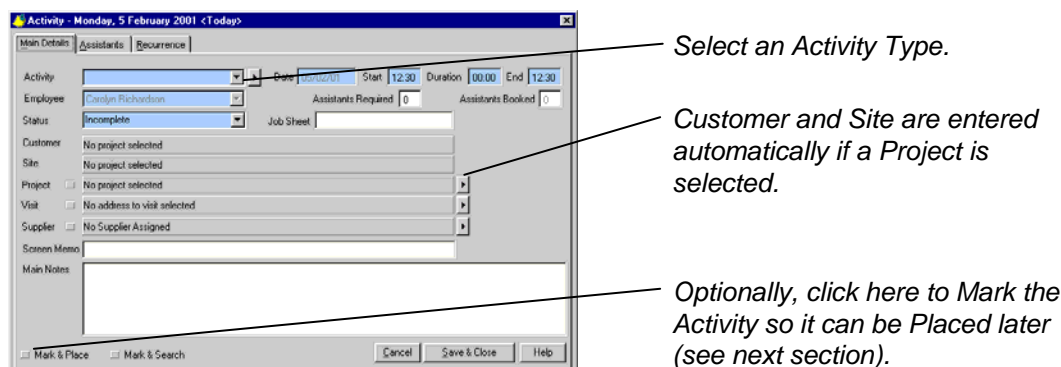 Activity - Monday, 5 February 2001 <Today>
Main Details Assistants Recurrence
Select an Activity Type.
Activity Date 05/02/01 Start 12:30 Duration 00:00 End 12:30
Employee Carolyn Richardson Assistants Required 0 Assistants Booked 0
Status Incomplete Job Sheet
Customer No project selected
Site No project selected
Project No project selected
Visit No address to visit selected
Supplier No Supplier Assigned
Screen Memo
Main Notes
Customer and Site are entered
automatically if a Project is
selected.
Mark & Place Mark & Search Cancel Save & Close Help
Optionally, click here to Mark the
Activity so it can be Placed later
(see next section).